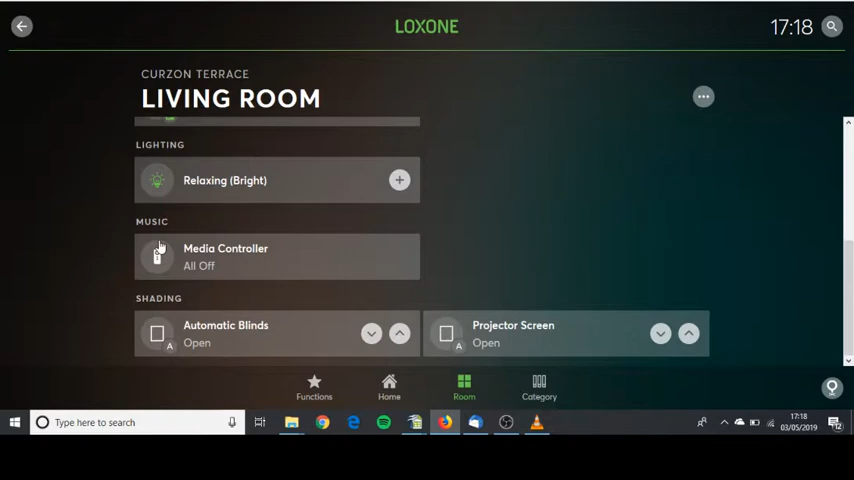 LOXONE
17:18
CURZON TERRACE
LIVING ROOM
LIGHTING
Relaxing (Bright)
MUSIC
Media Controller
All Off
SHADING
Automatic Blinds
Open
A
Projector Screen
Open
A
Functions
Home
Room
Category
Type here to search
17:18
03/05/2019
12